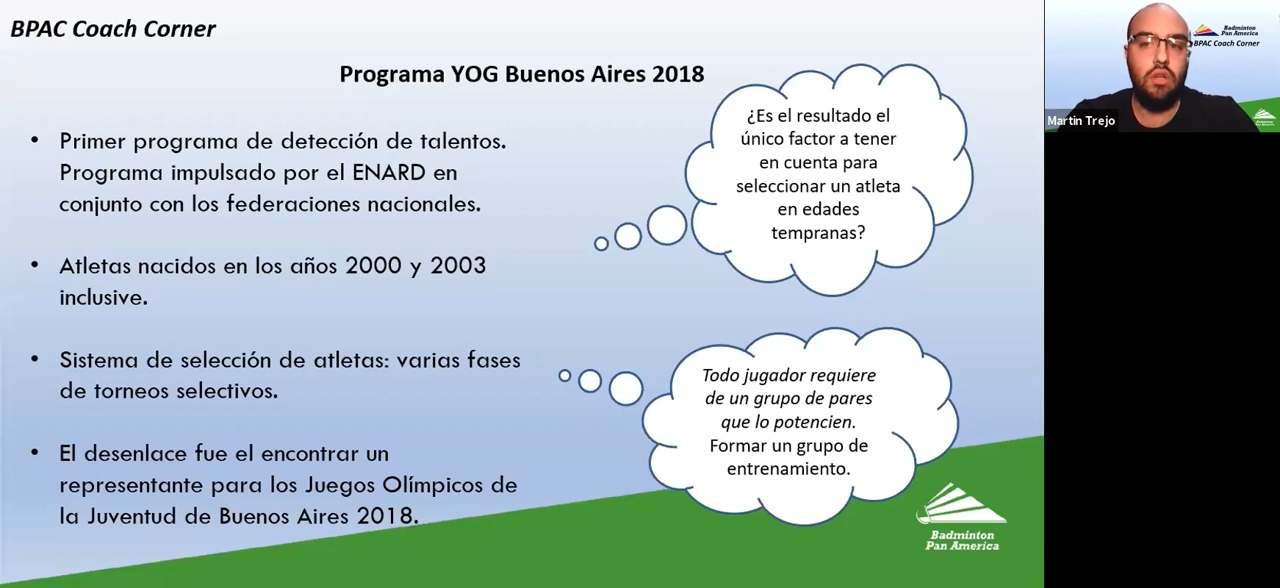 BPAC Coach Corner
Programa YOG Buenos Aires 2018
• Primer programa de detección de talentos.
Programa impulsado por el ENARD en
conjunto con los federaciones nacionales.
• Atletas nacidos en los años 2000 y 2003
inclusive.
• Sistema de selección de atletas: varias fases
de torneos selectivos.
• El desenlace fue el encontrar un
representante para los Juegos Olímpicos de
la Juventud de Buenos Aires 2018.
¿Es el resultado el
único factor a tener
en cuenta para
seleccionar un atleta
en edades
tempranas?
Todo jugador requiere
de un grupo de pares
que lo potencien.
Formar un grupo de
entrenamiento.
Badminton
Pan America
Badminton
Pan America
BPAC Coach Corner
Martin Trejo